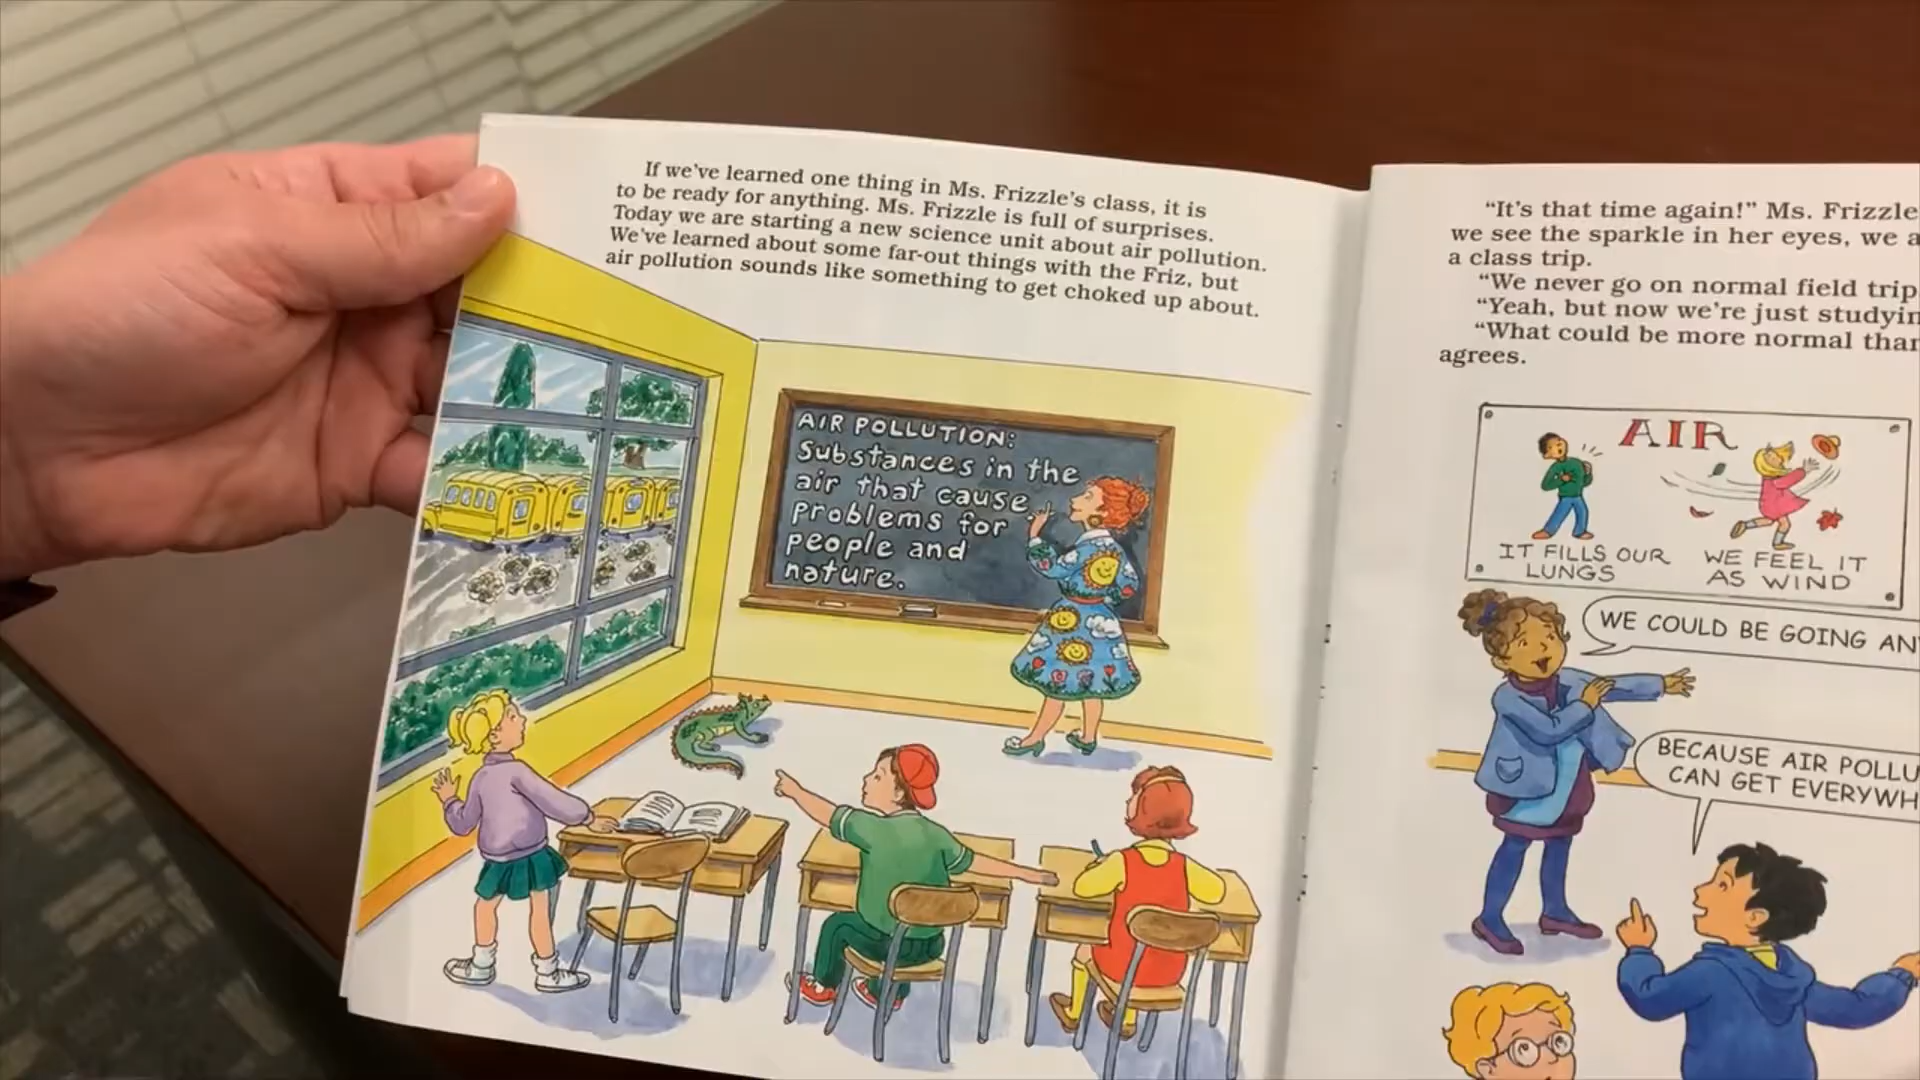 If we've learned one thing in Ms. Frizzle's class, it is
to be ready for anything. Ms. Frizzle is full of surprises.
Today we are starting a new science unit about air pollution.
We've learned about some far-out things with the Friz, but
air pollution sounds like something to get choked up about.
AIR POLLUTION:
Substances in the
air that cause
problems for
people and
nature.
"It's that time again!" Ms. Frizzle
we see the sparkle in her eyes, we
a class trip.
"We never go on normal field
"Yeah, but now we're just
"What could be more normal
agrees.
AIR
IT FILLS OUR
LUNGS
WE FEEL IT
AS WIND
WE COULD BE GOING
BECAUSE AIR
CAN GET